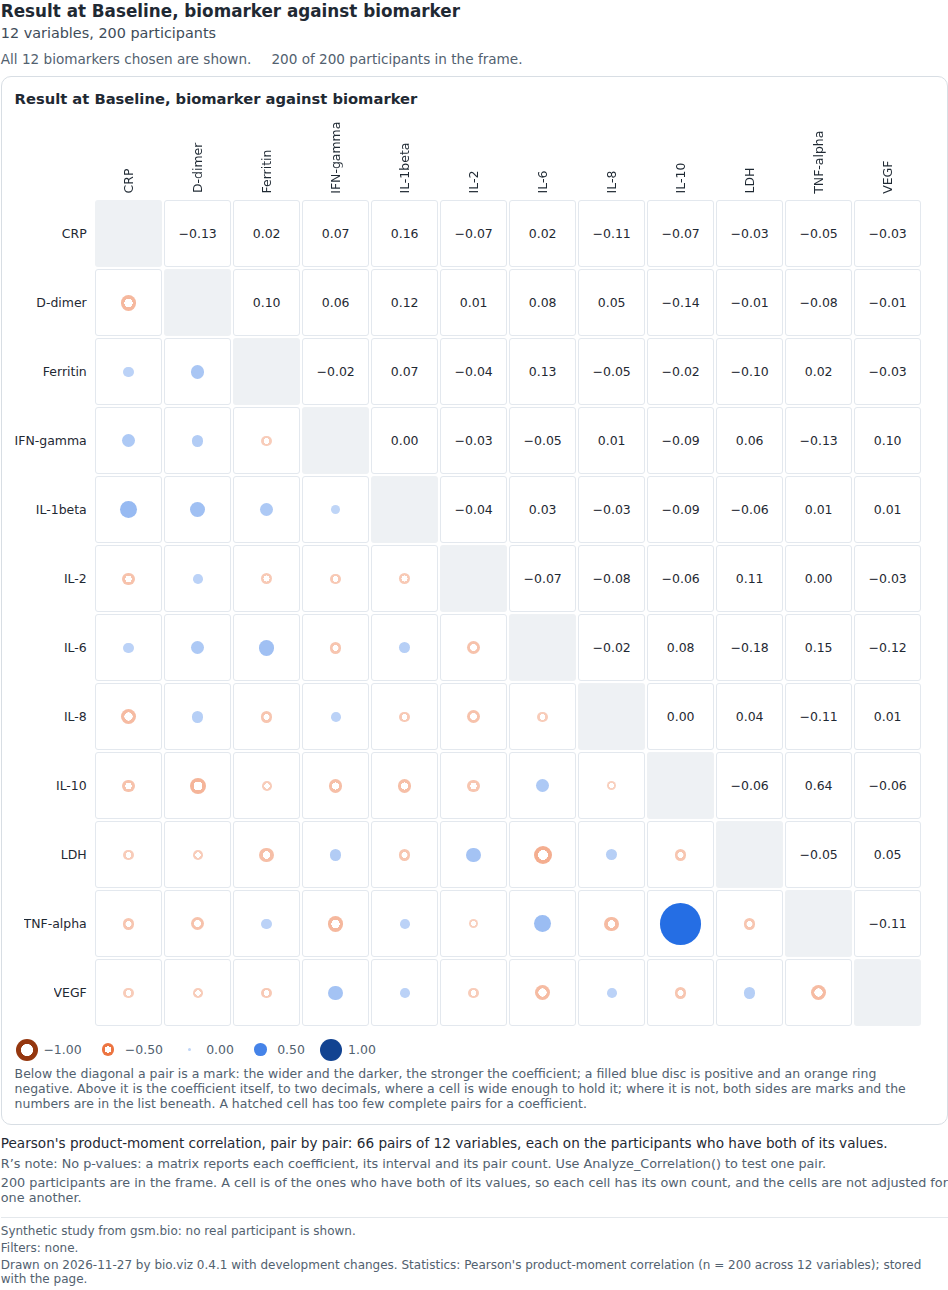 Result at Baseline, biomarker against biomarker
12 variables, 200 participants
All 12 biomarkers chosen are shown. 200 of 200 participants in the frame.
Result at Baseline, biomarker against biomarker
CRP D-dimer Ferritin IFN-gamma IL-1beta IL-2 IL-6 IL-8 IL-10 LDH TNF-alpha VEGF
CRP −0.13 0.02 0.07 0.16 −0.07 0.02 −0.11 −0.07 −0.03 −0.05 −0.03
D-dimer 0.10 0.06 0.12 0.01 0.08 0.05 −0.14 −0.01 −0.08 −0.01
Ferritin −0.02 0.07 −0.04 0.13 −0.05 −0.02 −0.10 0.02 −0.03
IFN-gamma 0.00 −0.03 −0.05 0.01 −0.09 0.06 −0.13 0.10
IL-1beta −0.04 0.03 −0.03 −0.09 −0.06 0.01 0.01
IL-2 −0.07 −0.08 −0.06 0.11 0.00 −0.03
IL-6 −0.02 0.08 −0.18 0.15 −0.12
IL-8 0.00 0.04 −0.11 0.01
IL-10 −0.06 0.64 −0.06
LDH −0.05 0.05
TNF-alpha −0.11
VEGF
−1.00 −0.50 0.00 0.50 1.00
Below the diagonal a pair is a mark: the wider and the darker, the stronger the coefficient; a filled blue disc is positive and an orange ring
negative. Above it is the coefficient itself, to two decimals, where a cell is wide enough to hold it; where it is not, both sides are marks and the
numbers are in the list beneath. A hatched cell has too few complete pairs for a coefficient.
Pearson's product-moment correlation, pair by pair: 66 pairs of 12 variables, each on the participants who have both of its values.
R’s note: No p-values: a matrix reports each coefficient, its interval and its pair count. Use Analyze_Correlation() to test one pair.
200 participants are in the frame. A cell is of the ones who have both of its values, so each cell has its own count, and the cells are not adjusted for
one another.
Synthetic study from gsm.bio: no real participant is shown.
Filters: none.
Drawn on 2026-11-27 by bio.viz 0.4.1 with development changes. Statistics: Pearson's product-moment correlation (n = 200 across 12 variables); stored
with the page.